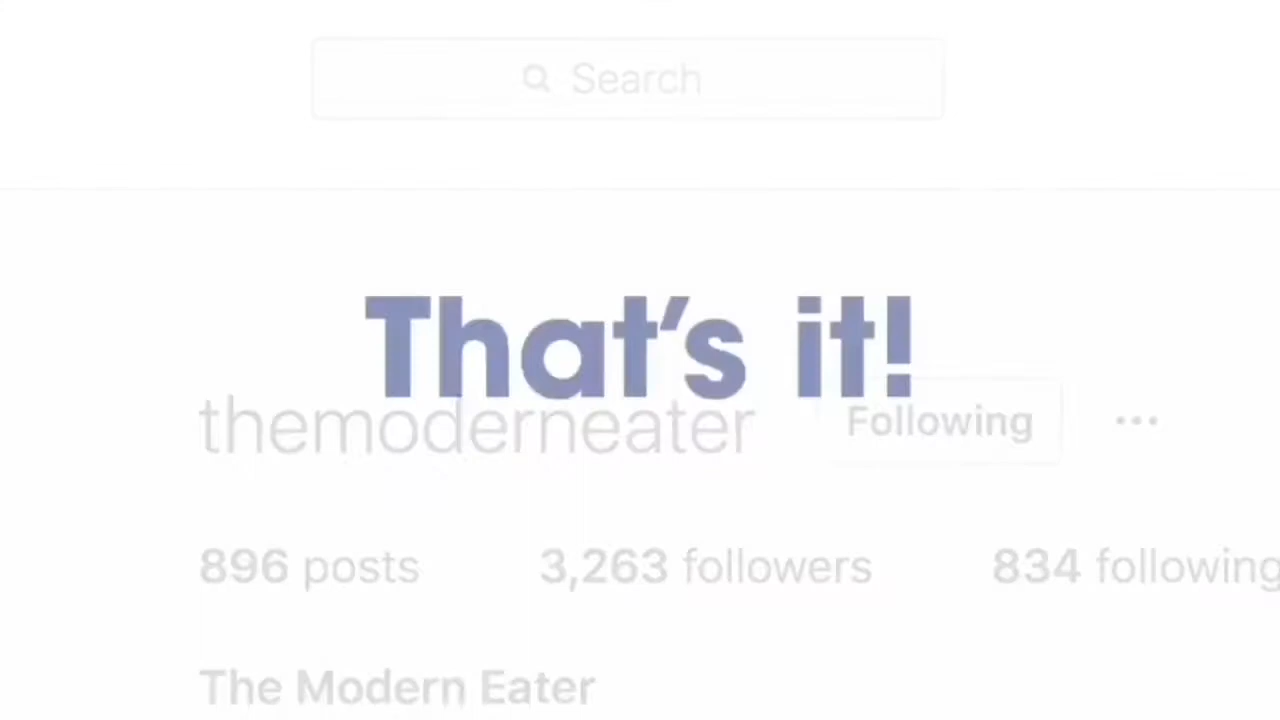 Search
That's it!
themoderneater Following
896 posts 3,263 followers 834 following
The Modern Eater